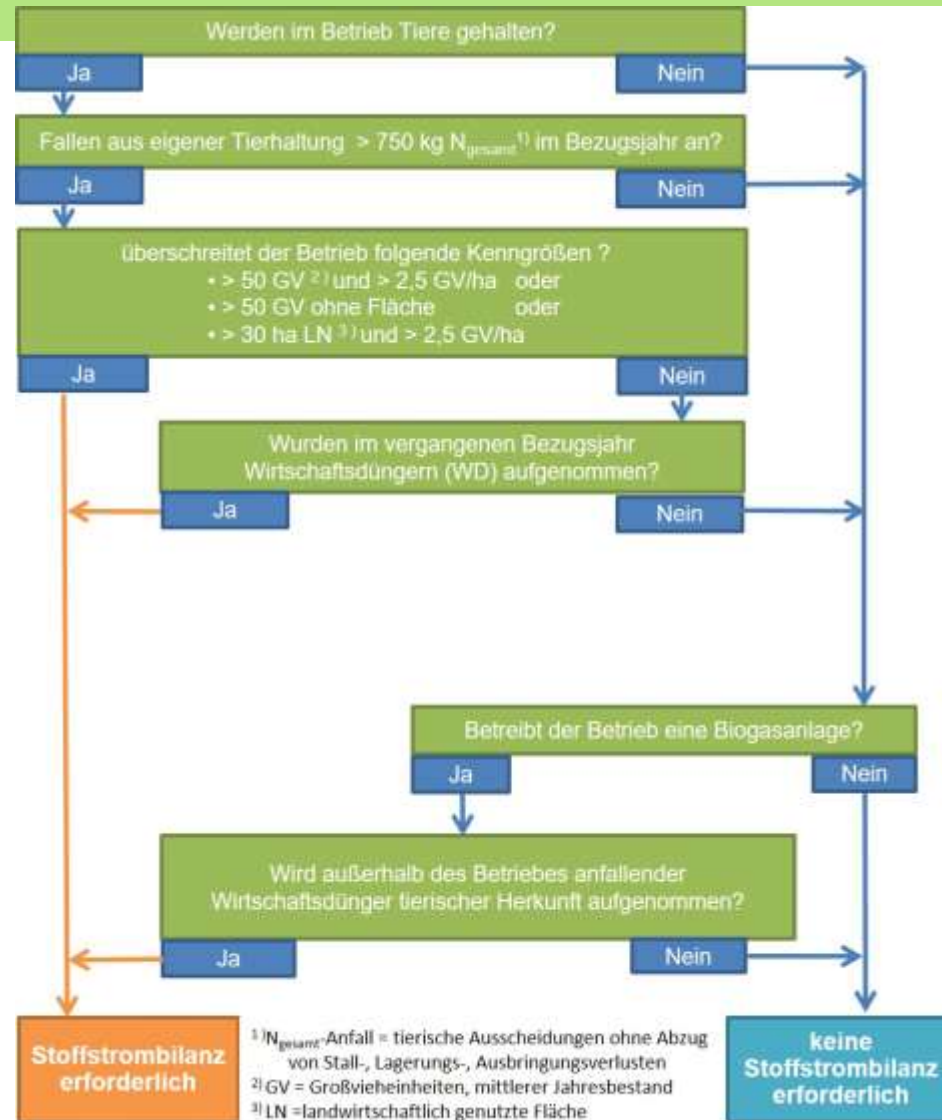 Werden im Betrieb Tiere gehalten?
Ja
Nein
Fallen aus eigener Tierhaltung > 750 kg Ngesamt1) im Bezugsjahr an?
Ja
Nein
überschreitet der Betrieb folgende Kenngrößen ?
• > 50 GV 2) und > 2,5 GV/ha oder
• > 50 GV ohne Fläche oder
• > 30 ha LN 3) und > 2,5 GV/ha
Ja
Nein
Wurden im vergangenen Bezugsjahr
Wirtschaftsdüngern (WD) aufgenommen?
Ja
Nein
Betreibt der Betrieb eine Biogasanlage?
Ja
Nein
Wird außerhalb des Betriebes anfallender
Wirtschaftsdünger tierischer Herkunft aufgenommen?
Ja
Nein
Stoffstrombilanz
erforderlich
1) Ngesamt-Anfall = tierische Ausscheidungen ohne Abzug
von Stall-, Lagerungs-, Ausbringungsverlusten
2) GV = Großvieheinheiten, mittlerer Jahresbestand
3) LN =landwirtschaftlich genutzte Fläche
keine
Stoffstrombilanz
erforderlich